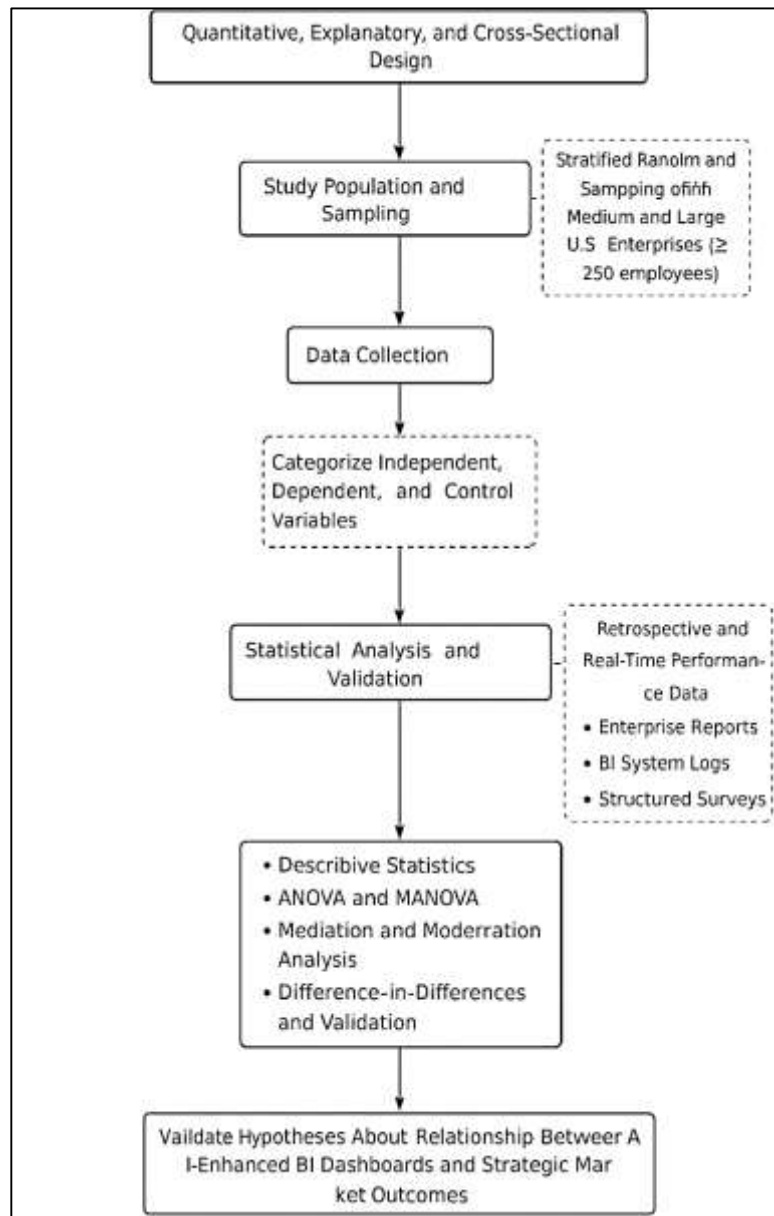 Quantitative, Explanatory, and Cross-Sectional
Design
Study Population and
Sampling
Stratified Ranolm and
Sampping ofińɦ
Medium and Large
U.S Enterprises (≥
250 employees)
Data Collection
Categorize Independent,
Dependent, and Control
Variables
Statistical Analysis and
Validation
Retrospective and
Real-Time Performan-
ce Data
• Enterprise Reports
• BI System Logs
• Structured Surveys
• Describive Statistics
• ANOVA and MANOVA
• Mediation and Moderration
Analysis
• Difference-in-Differences
and Validation
Vaildate Hypotheses About Relationship Between A
I-Enhanced BI Dashboards and Strategic Mar
ket Outcomes